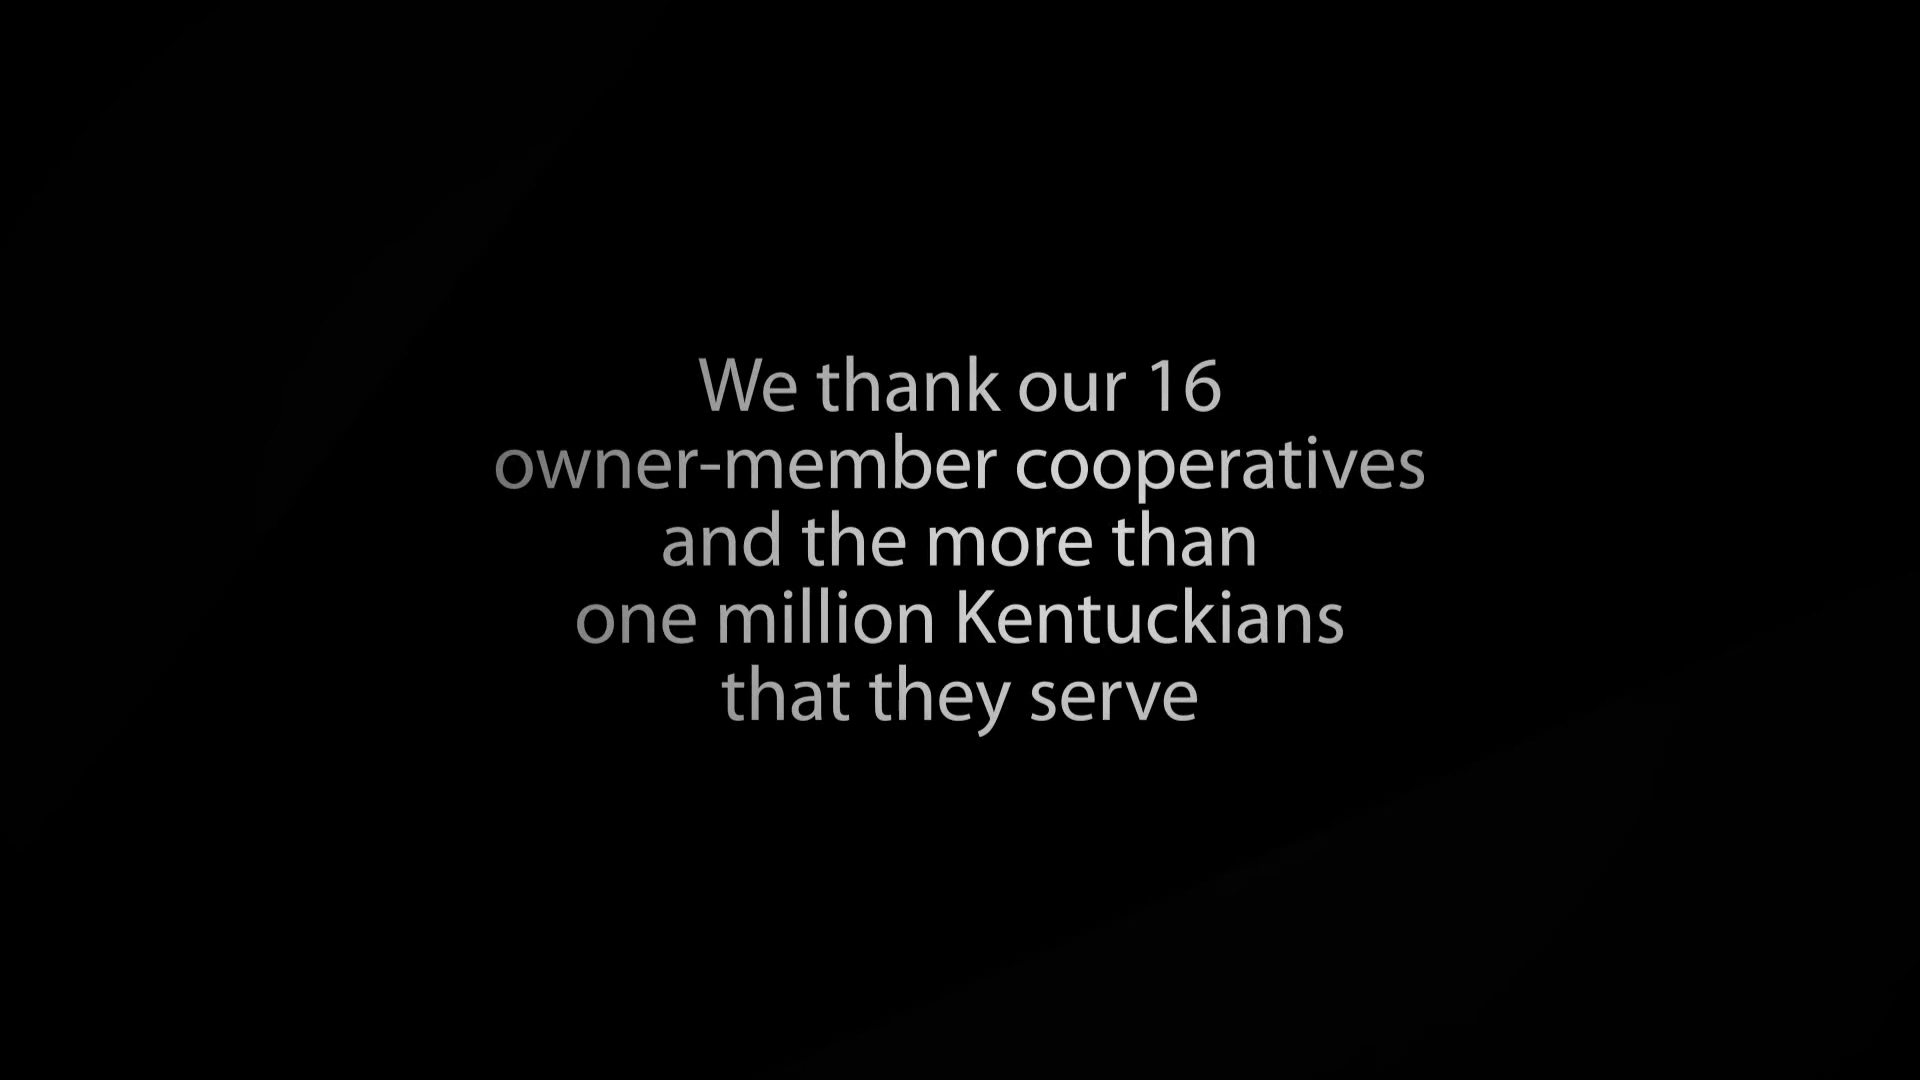 We thank our 16
owner-member cooperatives
and the more than
one million Kentuckians
that they serve